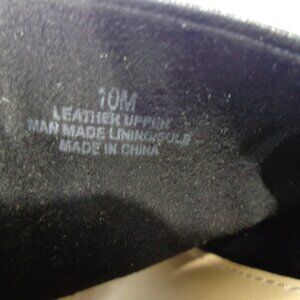 10M
LEATHER UPPER
MAN MADE LINING/SOLE
MADE IN CHINA